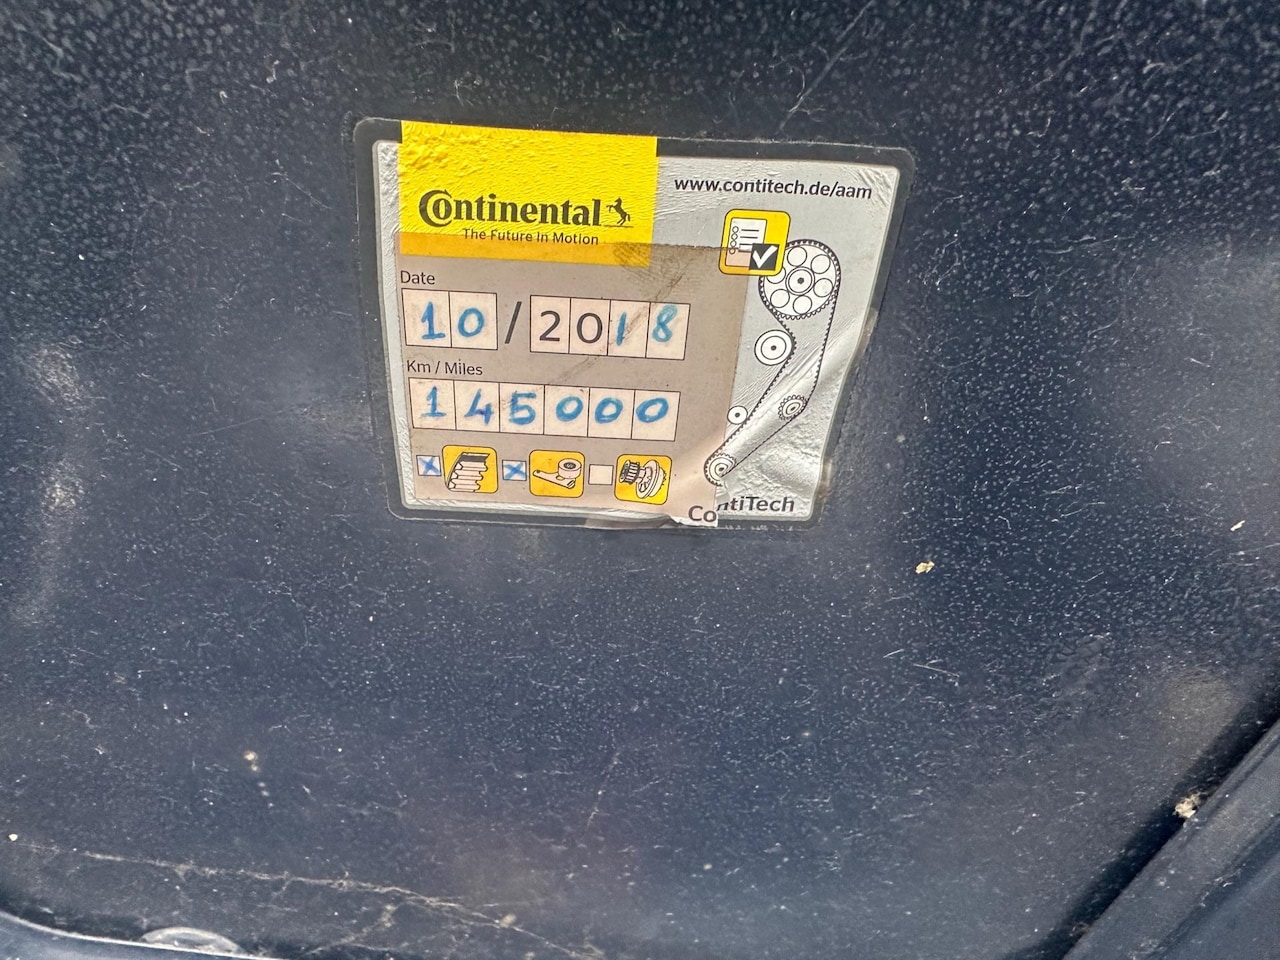 Continental
The Future In Motion
www.contitech.de/aam
Date
10/2018
Km / Miles
145000
ContiTech